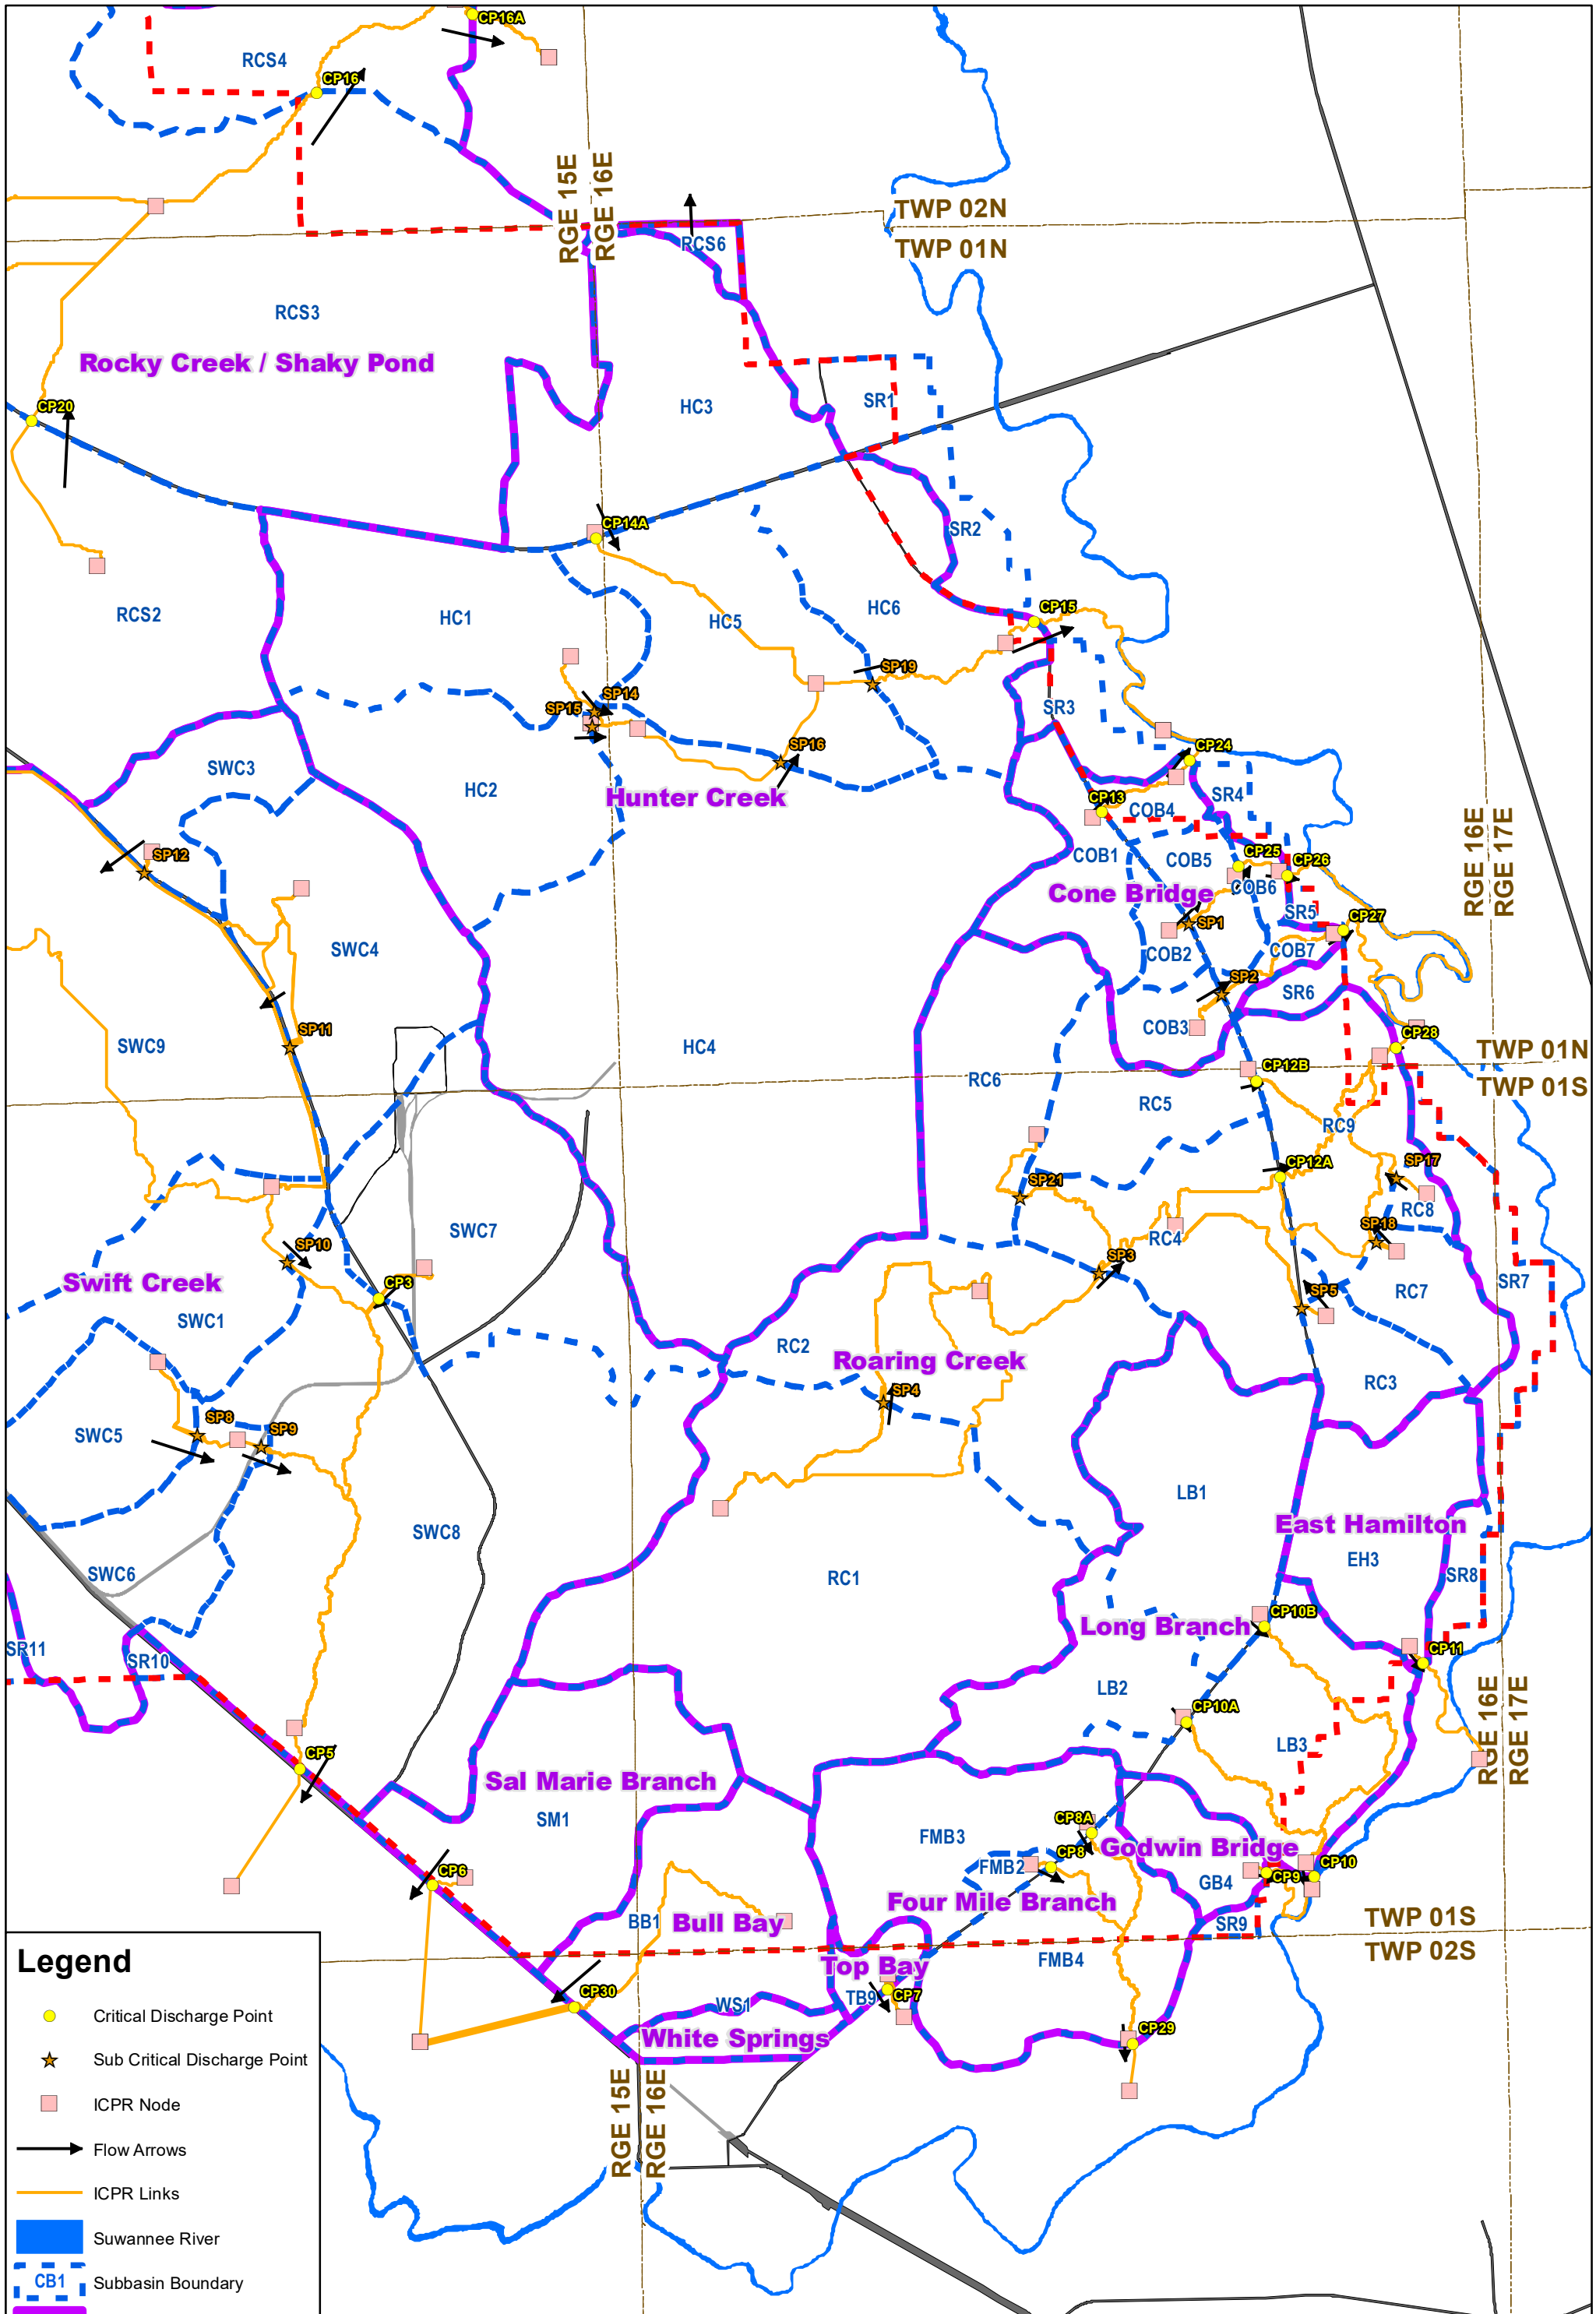 CP16A
RCS4
CP16
RGE 15E
RGE 16E
TWP 02N
TWP 01N
RCS6
RCS3
Rocky Creek / Shaky Pond
CP20
HC3
SR1
CP14A
SR2
RCS2
HC1
HC5
HC6
CP15
SP19
SP14
SP15
SR3
SP16
CP24
SWC3
HC2
Hunter Creek
SR4
CP13
COB4
RGE 16E
RGE 17E
SP12
COB1
COB5
CP25
CP26
COB6
Cone Bridge
SR5
CP27
SP1
SWC4
COB2
COB7
SP2
SR6
SP11
COB3
CP28
SWC9
HC4
TWP 01N
TWP 01S
CP12B
RC6
RC5
RC9
CP12A
SP17
SP21
RC8
SWC7
SP18
RC4
SP10
SP3
Swift Creek
SR7
CP3
SP5
RC7
SWC1
RC2
Roaring Creek
RC3
SP4
SP8
SP9
SWC5
LB1
East Hamilton
SWC8
EH3
SWC6
RC1
SR8
CP10B
Long Branch
SR11
SR10
CP11
LB2
RGE 16E
RGE 17E
CP10A
LB3
CP5
Sal Marie Branch
SM1
CP8A
FMB3
Godwin Bridge
CP8
FMB2
CP6
CP10
CP9
GB4
Four Mile Branch
BB1
Bull Bay
SR9
TWP 01S
TWP 02S
FMB4
Top Bay
Legend
CP30
TB9
CP7
WS1
White Springs
CP29
Critical Discharge Point
Sub Critical Discharge Point
RGE 15E
RGE 16E
ICPR Node
Flow Arrows
ICPR Links
Suwannee River
CB1
Subbasin Boundary